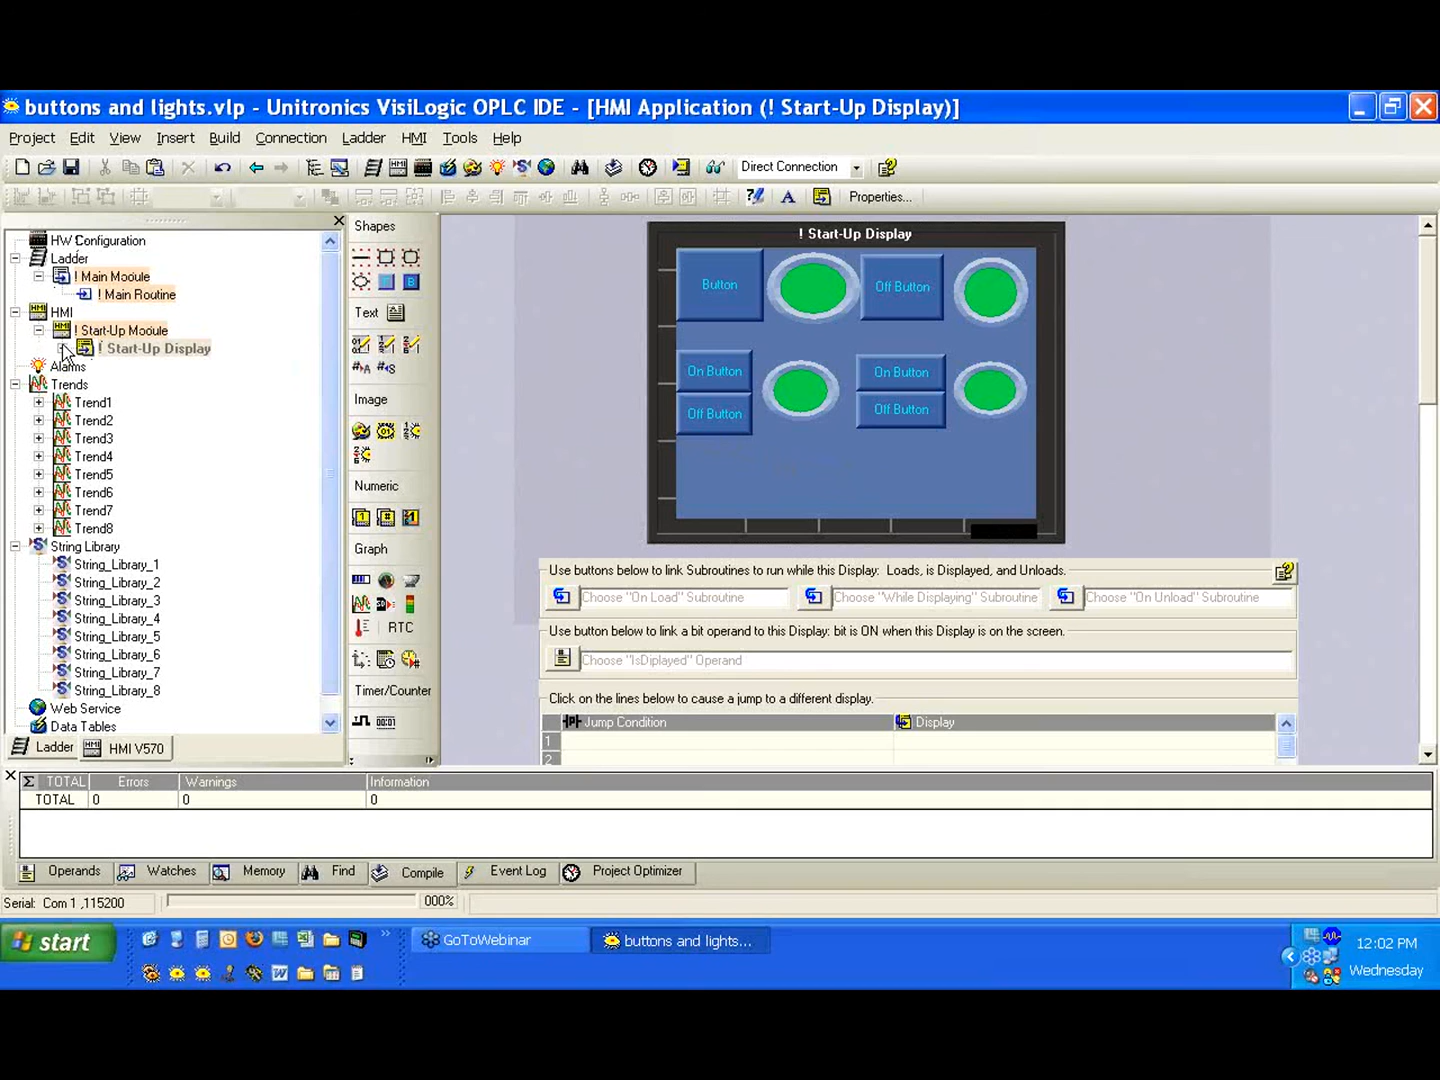 buttons and lights.vlp - Unitronics VisiLogic OPLC IDE - [HMI Application (! Start-Up Display)]
Project Edit View Insert Build Connection Ladder HMI Tools Help
Direct Connection
Properties...
HW Configuration
Ladder
! Main Module
! Main Routine
HMI
! Start-Up Module
! Start-Up Display
Alarms
Trends
Trend1
Trend2
Trend3
Trend4
Trend5
Trend6
Trend7
Trend8
String Library
String_Library_1
String_Library_2
String_Library_3
String_Library_4
String_Library_5
String_Library_6
String_Library_7
String_Library_8
Web Service
Data Tables
Ladder HMI V570
Shapes
Text
Image
Numeric
Graph
RTC
Timer/Counter
! Start-Up Display
Button Off Button
On Button On Button
Off Button Off Button
Use buttons below to link Subroutines to run while this Display: Loads, is Displayed, and Unloads.
Choose "On Load" Subroutine Choose "While Displaying" Subroutine Choose "On Unload" Subroutine
Use button below to link a bit operand to this Display: bit is ON when this Display is on the screen.
Choose "IsDiplayed" Operand
Click on the lines below to cause a jump to a different display.
Jump Condition Display
1
2
Σ TOTAL Errors Warnings Information
TOTAL 0 0 0
Operands Watches Memory Find Compile Event Log Project Optimizer
Serial: Com 1 ,115200 000%
start GoToWebinar buttons and lights... 12:02 PM
Wednesday